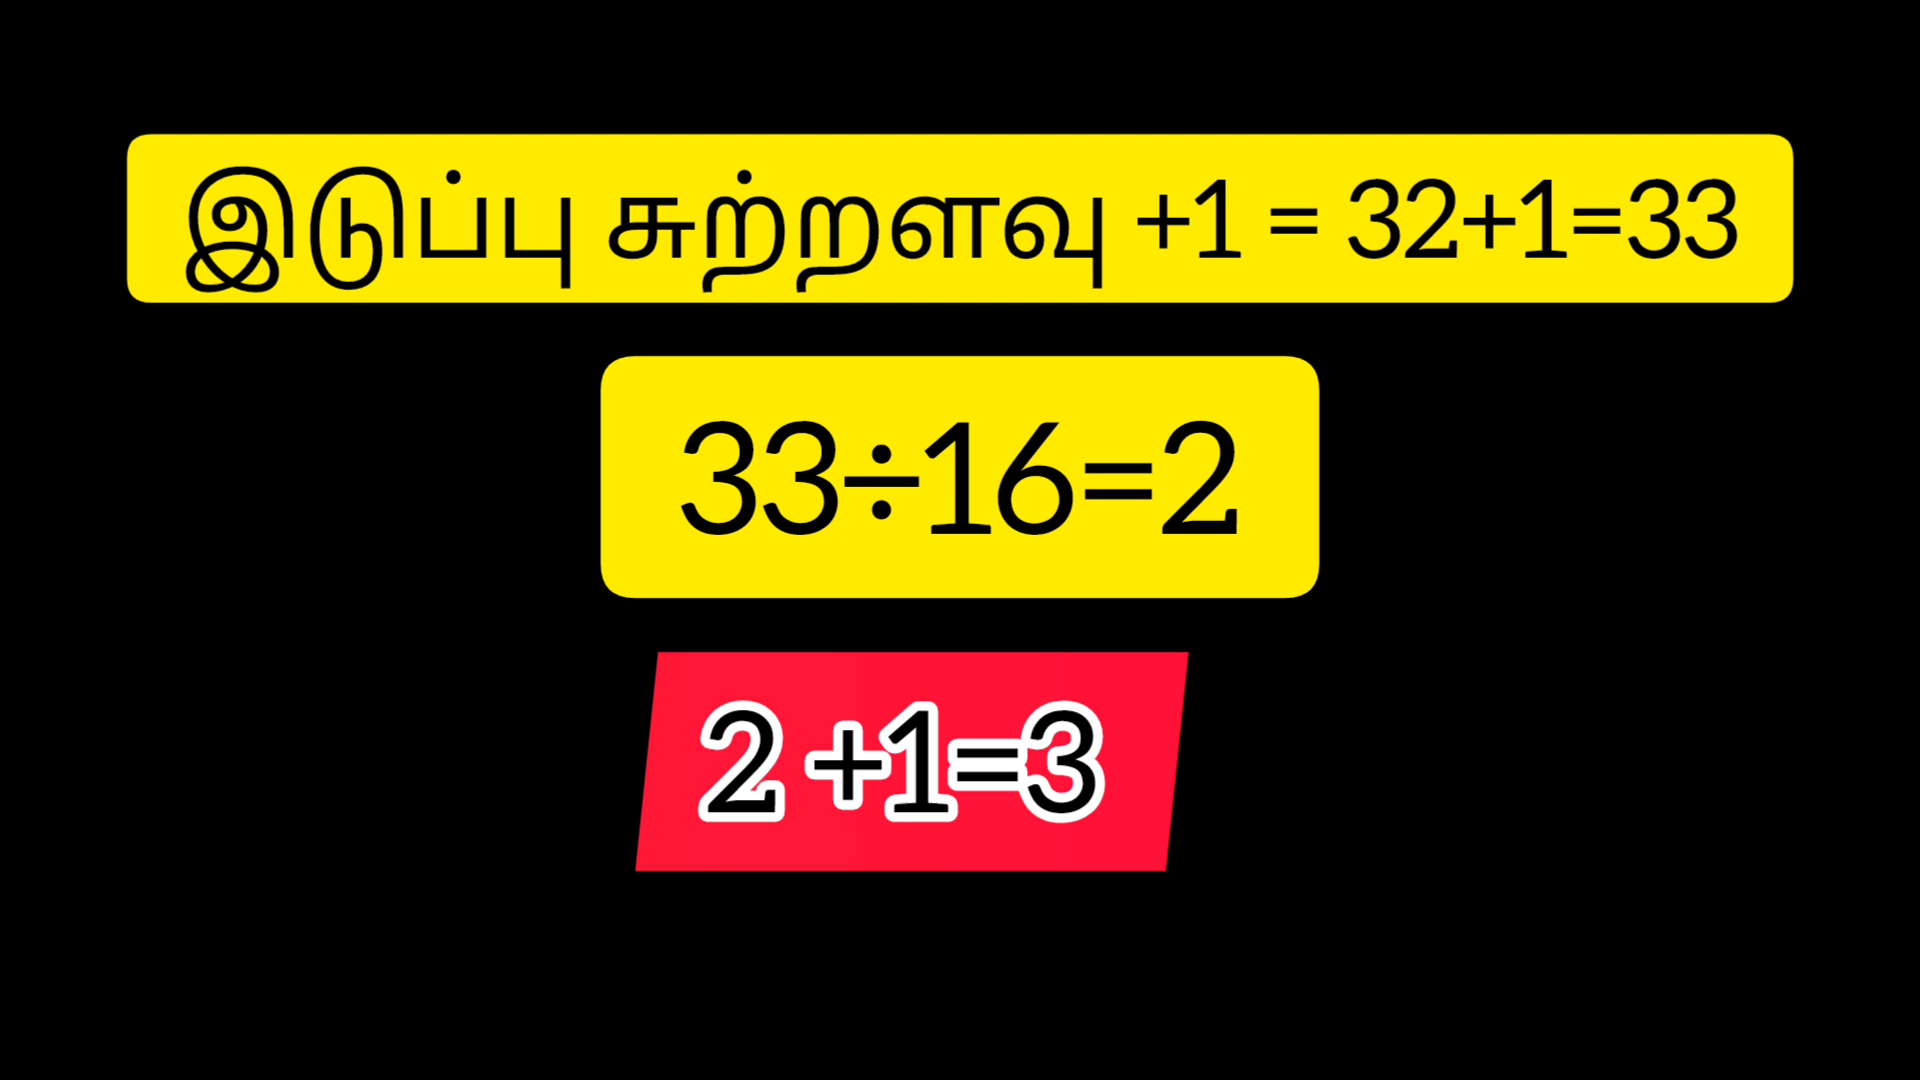 இடுப்பு சுற்றளவு +1 = 32+1=33
33÷16=2
2 +1=3